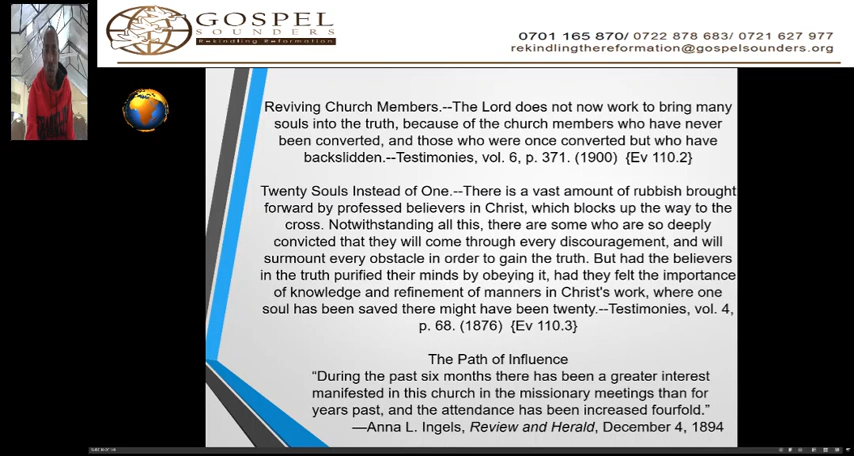 GOSPEL
SOUNDERS
Rekindling Reformation
0701 165 870/ 0722 878 683/ 0721 627 977
rekindlingthereformation@gospelsounders.org
Reviving Church Members.--The Lord does not now work to bring many
souls into the truth, because of the church members who have never
been converted, and those who were once converted but who have
backslidden.--Testimonies, vol. 6, p. 371. (1900)  {Ev 110.2}
Twenty Souls Instead of One.--There is a vast amount of rubbish brought
forward by professed believers in Christ, which blocks up the way to the
cross. Notwithstanding all this, there are some who are so deeply
convicted that they will come through every discouragement, and will
surmount every obstacle in order to gain the truth. But had the believers
in the truth purified their minds by obeying it, had they felt the importance
of knowledge and refinement of manners in Christ's work, where one
soul has been saved there might have been twenty.--Testimonies, vol. 4,
p. 68. (1876)  {Ev 110.3}
The Path of Influence
“During the past six months there has been a greater interest
manifested in this church in the missionary meetings than for
years past, and the attendance has been increased fourfold.”
—Anna L. Ingels, Review and Herald, December 4, 1894